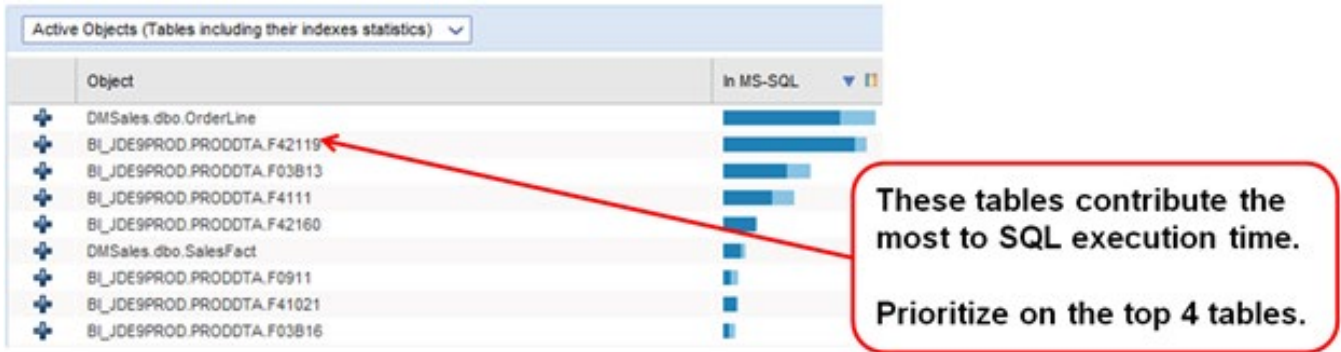 Active Objects (Tables including their indexes statistics)
Object In MS-SQL
DMSales.dbo.OrderLine
BI_JDE9PROD.PRODDTA.F42119
BI_JDE9PROD.PRODDTA.F03B13
BI_JDE9PROD.PRODDTA.F4111
BI_JDE9PROD.PRODDTA.F42160
DMSales.dbo.SalesFact
BI_JDE9PROD.PRODDTA.F0911
BI_JDE9PROD.PRODDTA.F41021
BI_JDE9PROD.PRODDTA.F03B16
These tables contribute the
most to SQL execution time.
Prioritize on the top 4 tables.